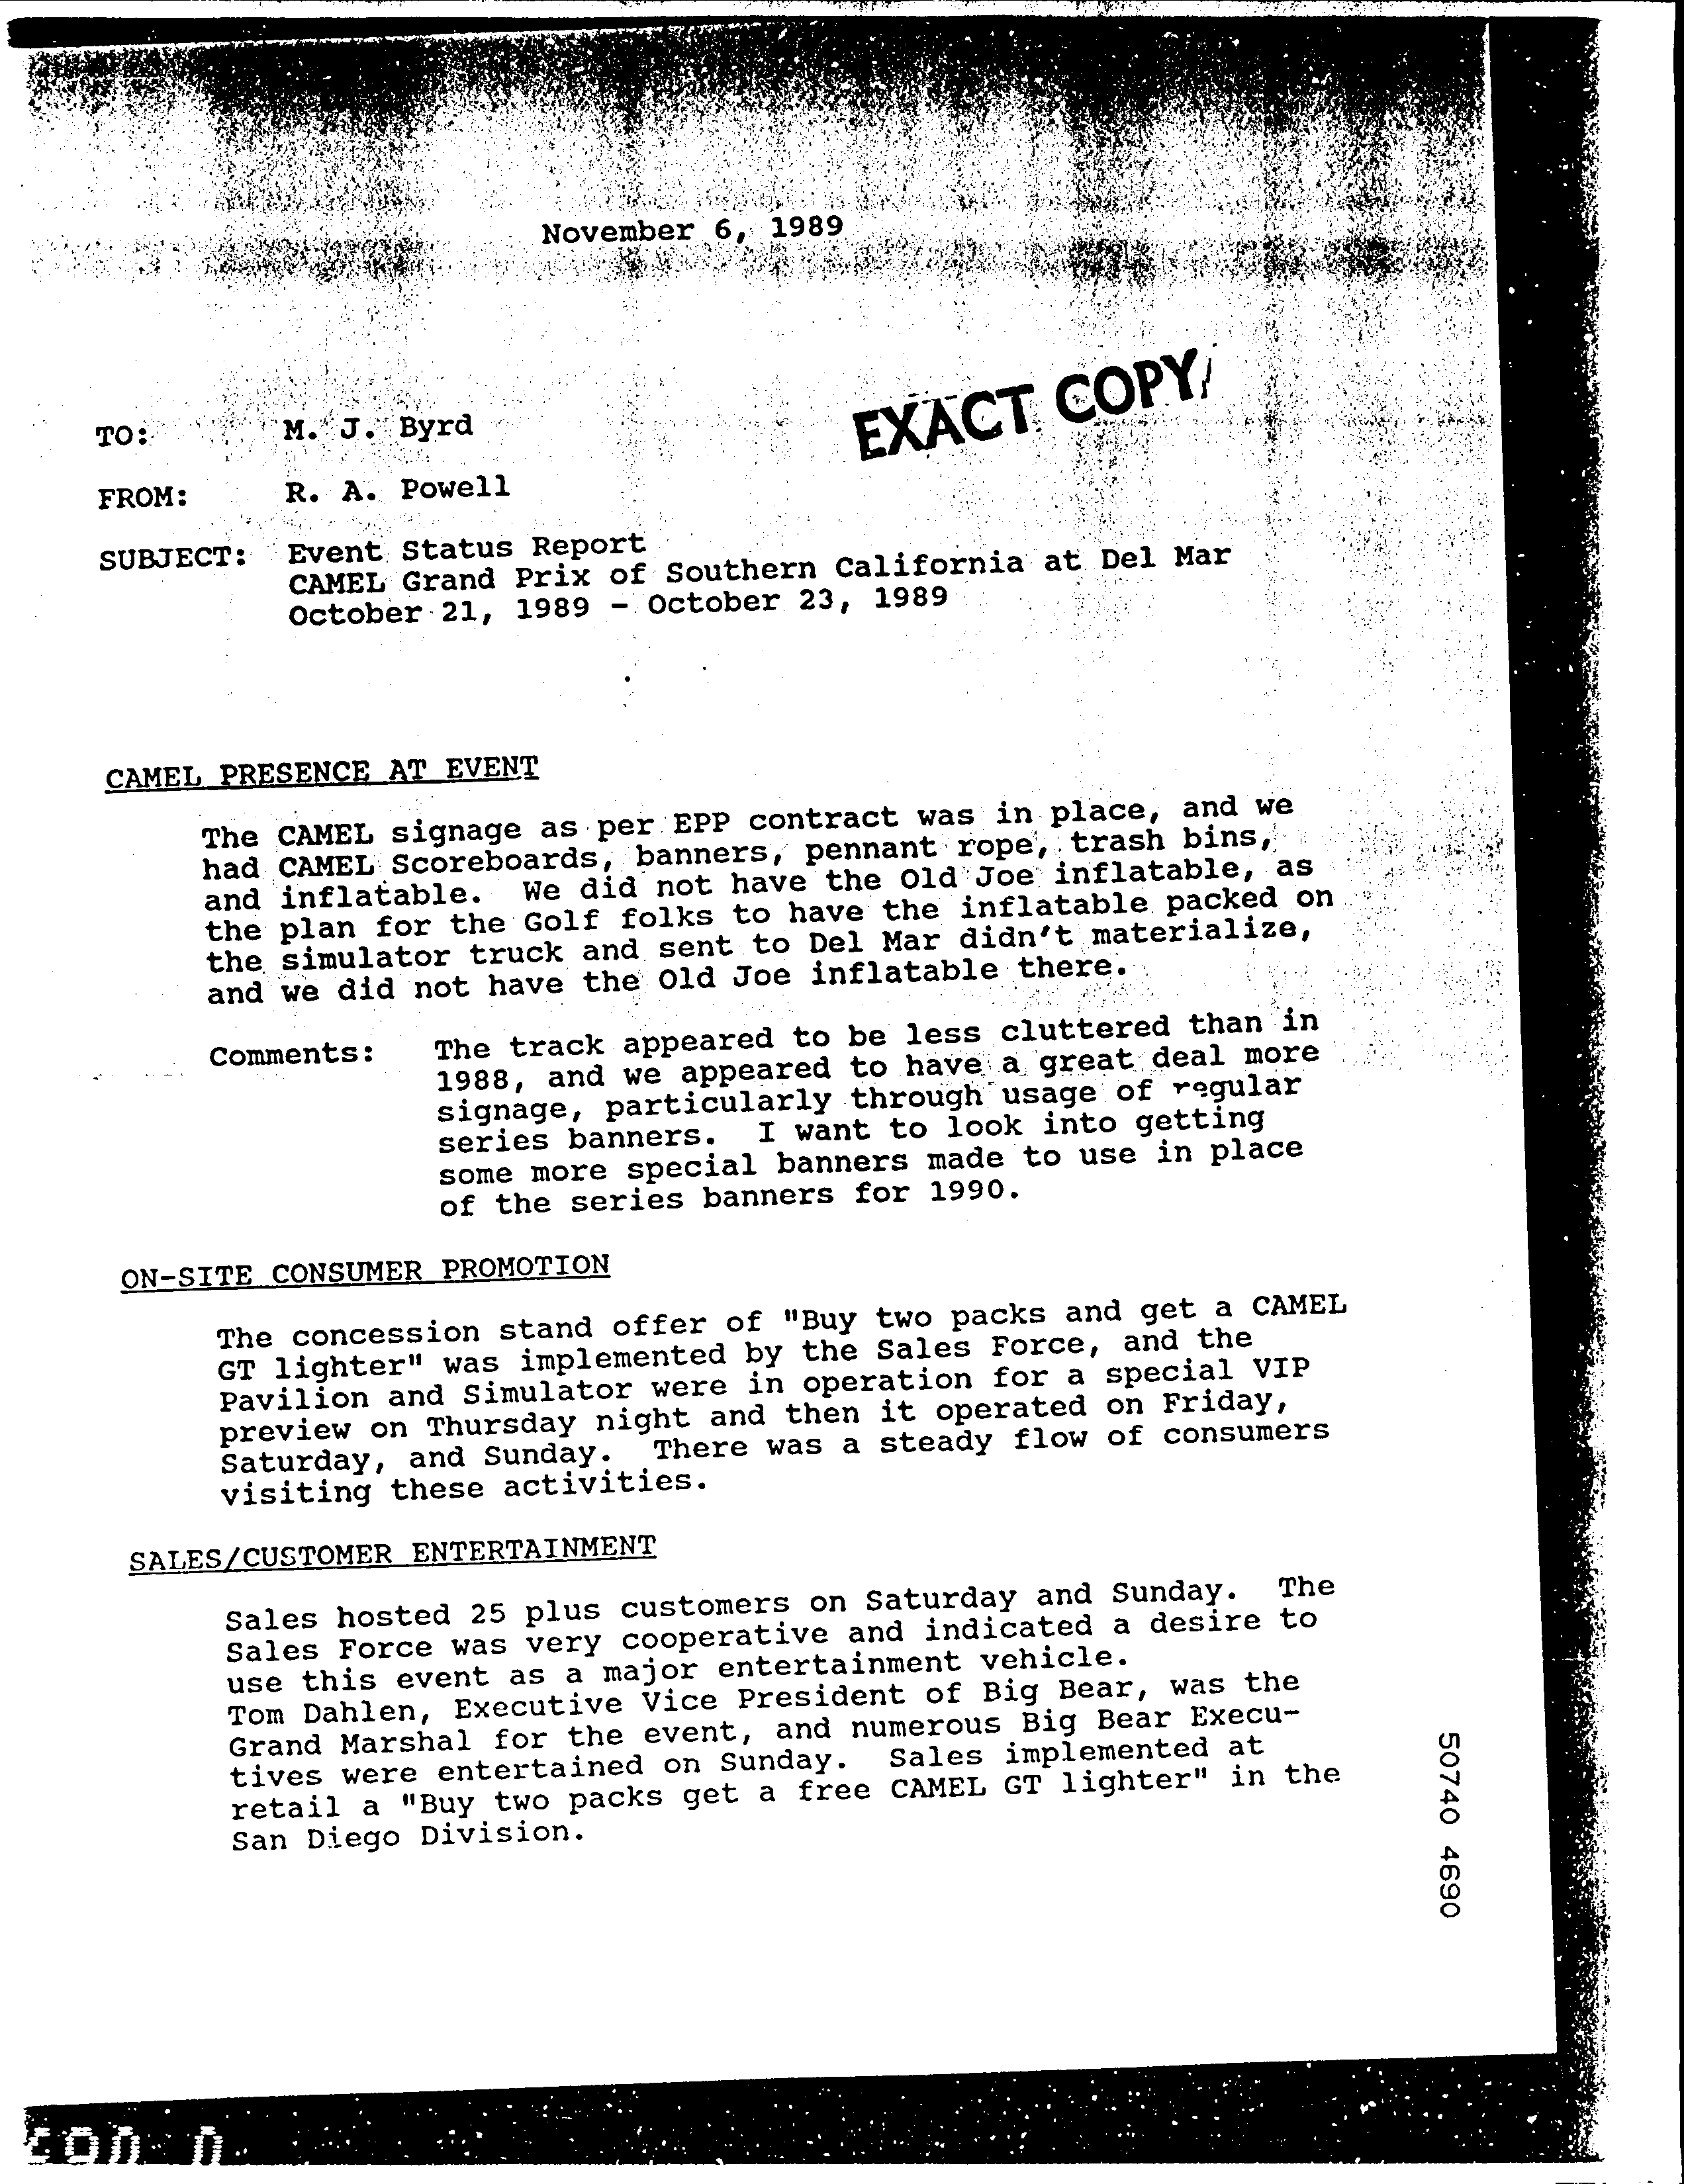 November 6, 1989
EXACT COPY
TO: M. J. Byrd
FROM: R. A. Powell
SUBJECT: Event Status Report
CAMEL Grand Prix of Southern California at Del Mar
October 21, 1989 - October 23, 1989
CAMEL PRESENCE AT EVENT
The CAMEL signage as per EPP contract was in place, and we
had CAMEL Scoreboards, banners, pennant rope, trash bins,
and inflatable. We did not have the Old Joe inflatable, as
the plan for the Golf folks to have the inflatable packed on
the simulator truck and sent to Del Mar didn't materialize,
and we did not have the Old Joe inflatable there.
Comments: The track appeared to be less cluttered than in
1988, and we appeared to have a great deal more
signage, particularly through usage of regular
series banners. I want to look into getting
some more special banners made to use in place
of the series banners for 1990.
ON-SITE CONSUMER PROMOTION
The concession stand offer of "Buy two packs and get a CAMEL
GT lighter" was implemented by the Sales Force, and the
Pavilion and Simulator were in operation for a special VIP
preview on Thursday night and then it operated on Friday,
Saturday, and Sunday. There was a steady flow of consumers
visiting these activities.
SALES/CUSTOMER ENTERTAINMENT
Sales hosted 25 plus customers on Saturday and Sunday. The
Sales Force was very cooperative and indicated a desire to
use this event as a major entertainment vehicle.
Tom Dahlen, Executive Vice President of Big Bear, was the
Grand Marshal for the event, and numerous Big Bear Execu-
tives were entertained on Sunday. Sales implemented at
retail a "Buy two packs get a free CAMEL GT lighter" in the
San Diego Division.
50740 4690